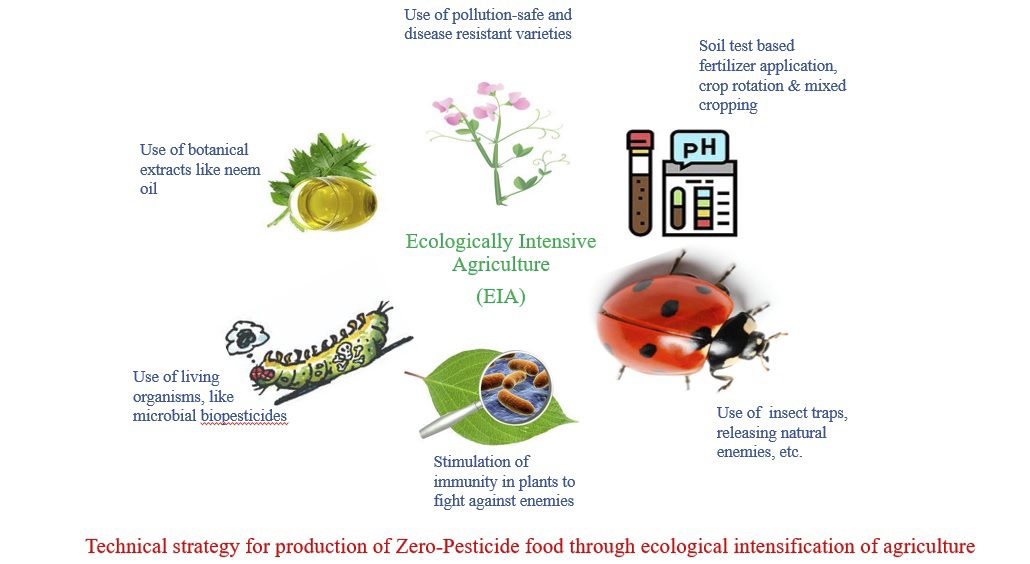 Use of pollution-safe and
disease resistant varieties
Soil test based
fertilizer application,
crop rotation & mixed
cropping
PH
Use of botanical
extracts like neem
oil
Ecologically Intensive
Agriculture
(EIA)
Use of living
organisms, like
microbial biopesticides
Use of  insect traps,
releasing natural
enemies, etc.
Stimulation of
immunity in plants to
fight against enemies
Technical strategy for production of Zero-Pesticide food through ecological intensification of agriculture